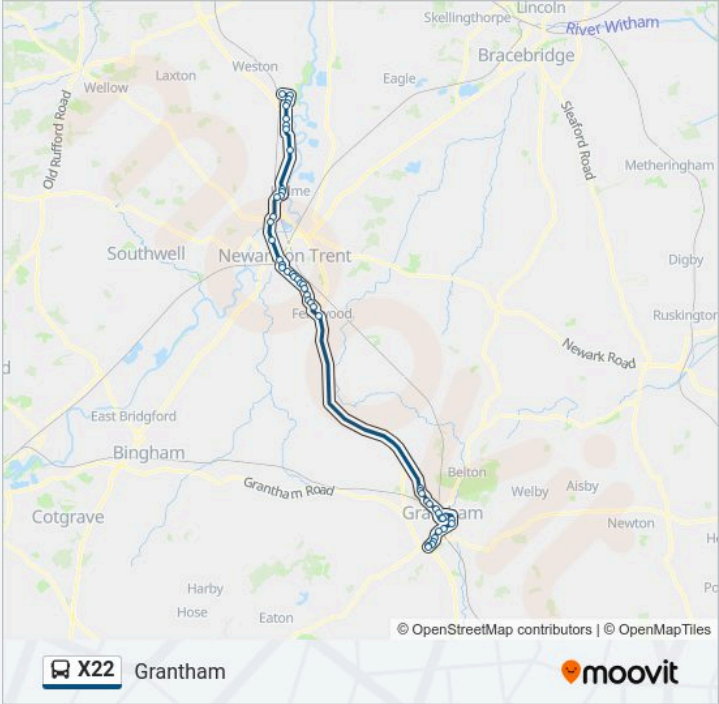 Lincoln
Skellingthorpe
River Witham
Weston
Bracebridge
Laxton
Eagle
Wellow
Old Rufford Road
Sleaford Road
Metheringham
Southwell
Newark on Trent
Digby
Fernwood
Ruskington
Newark Road
East Bridgford
Bingham
Belton
Grantham Road
Welby
Aisby
Cotgrave
Grantham
Newton
Harby
Hose
Eaton
© OpenStreetMap contributors | © OpenMapTiles
X22 Grantham
moovit